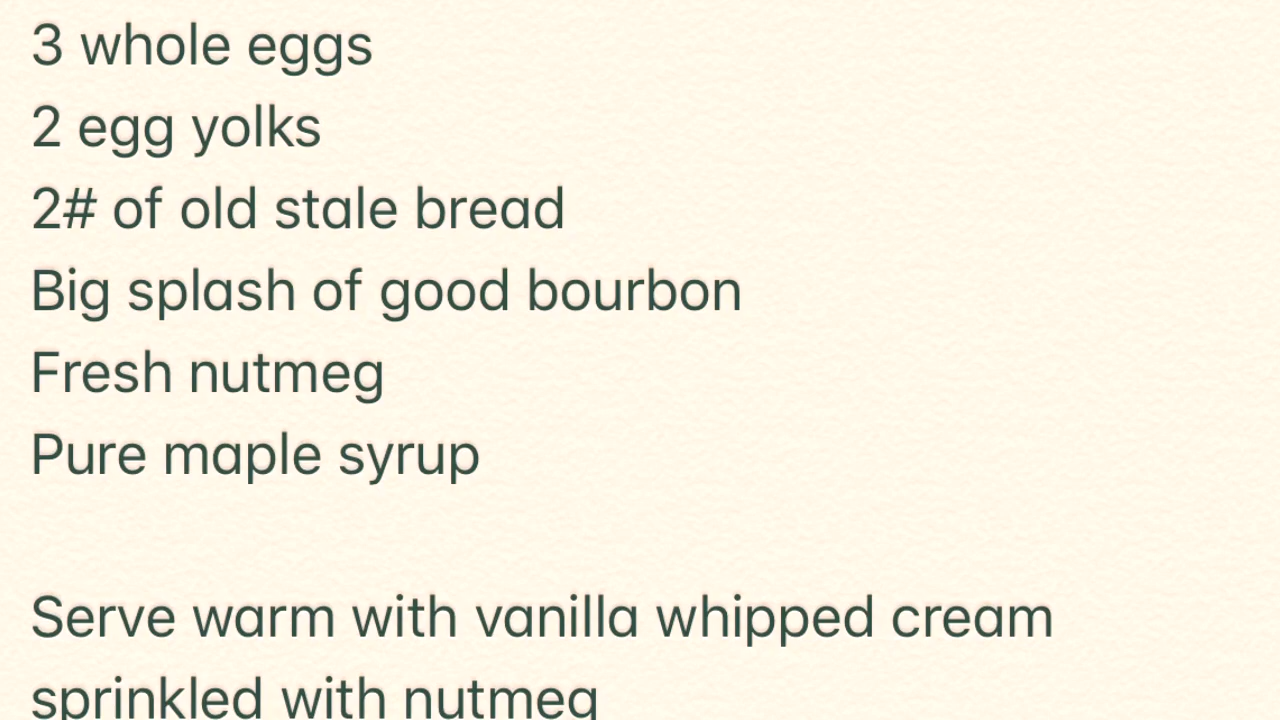 3 whole eggs
2 egg yolks
2# of old stale bread
Big splash of good bourbon
Fresh nutmeg
Pure maple syrup
Serve warm with vanilla whipped cream
sprinkled with nutmeg